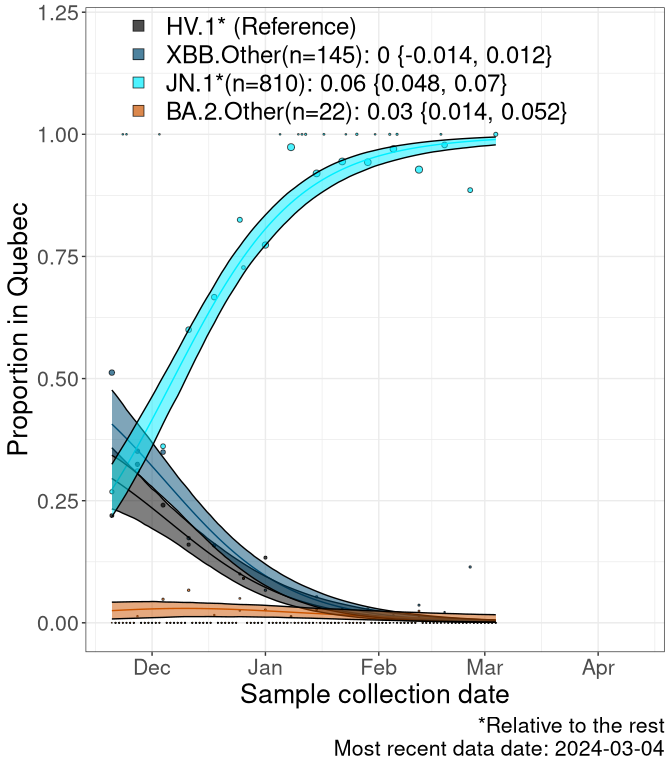 HV.1* (Reference)
XBB.Other(n=145): 0 {-0.014, 0.012}
JN.1*(n=810): 0.06 {0.048, 0.07}
BA.2.Other(n=22): 0.03 {0.014, 0.052}
Proportion in Quebec
1.25
1.00
0.75
0.50
0.25
0.00
Dec Jan Feb Mar Apr
Sample collection date
*Relative to the rest
Most recent data date: 2024-03-04